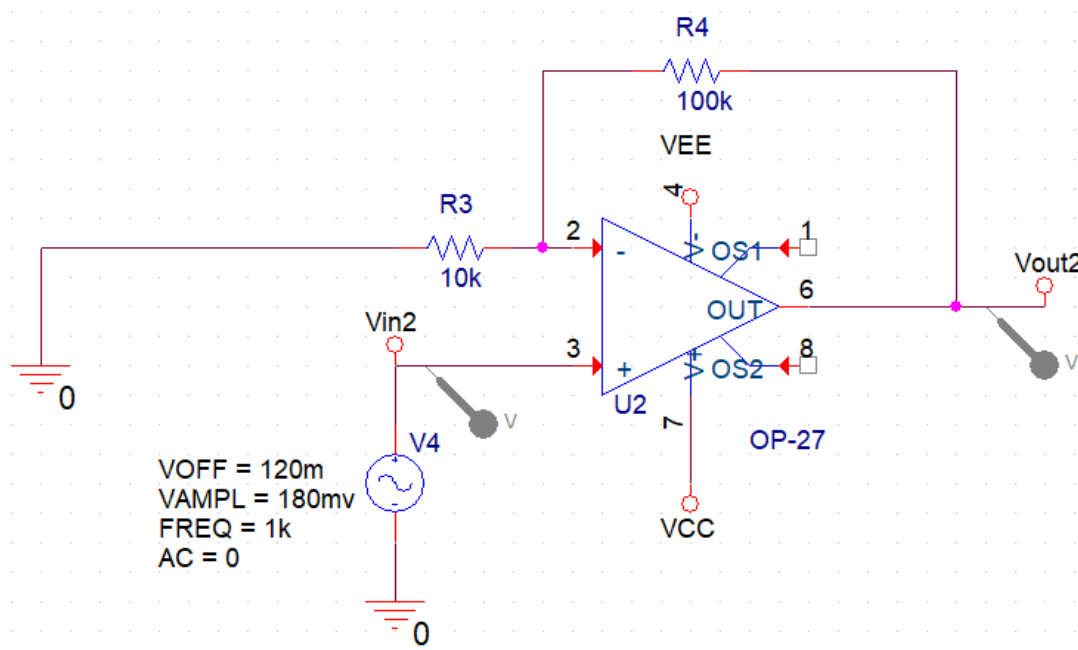 R4
100k
VEE
4
R3
10k
2
-
V-
OS1
1
Vout2
6
OUT
Vin2
3
+
V+
OS2
8
V
U2
7
OP-27
0
V
V4
VOFF = 120m
VAMPL = 180mv
FREQ = 1k
AC = 0
+
-
VCC
0